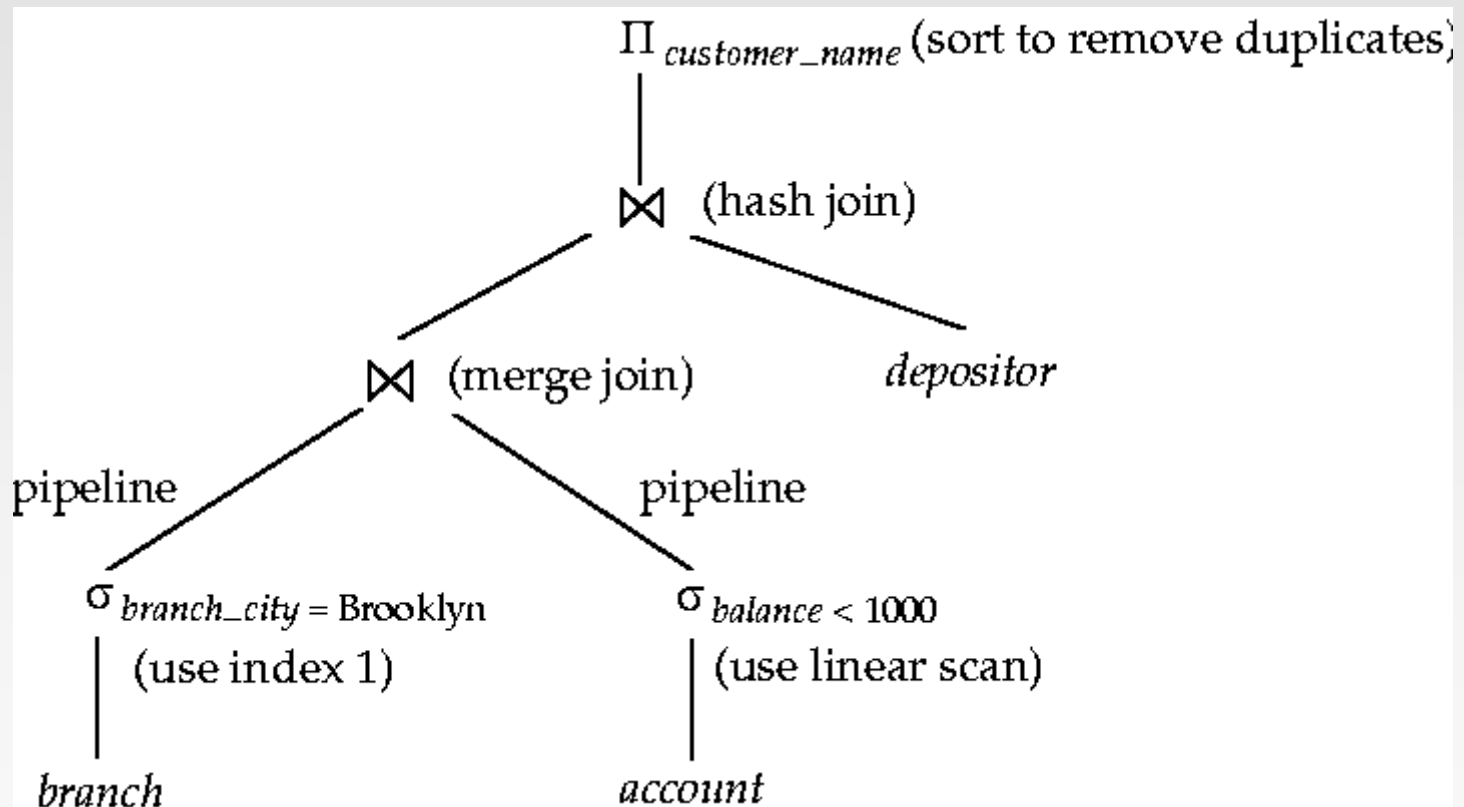 Π customer_name (sort to remove duplicates)
⋈ (hash join)
⋈ (merge join)
depositor
pipeline
pipeline
σ branch_city = Brooklyn
σ balance < 1000
(use index 1)
(use linear scan)
branch
account